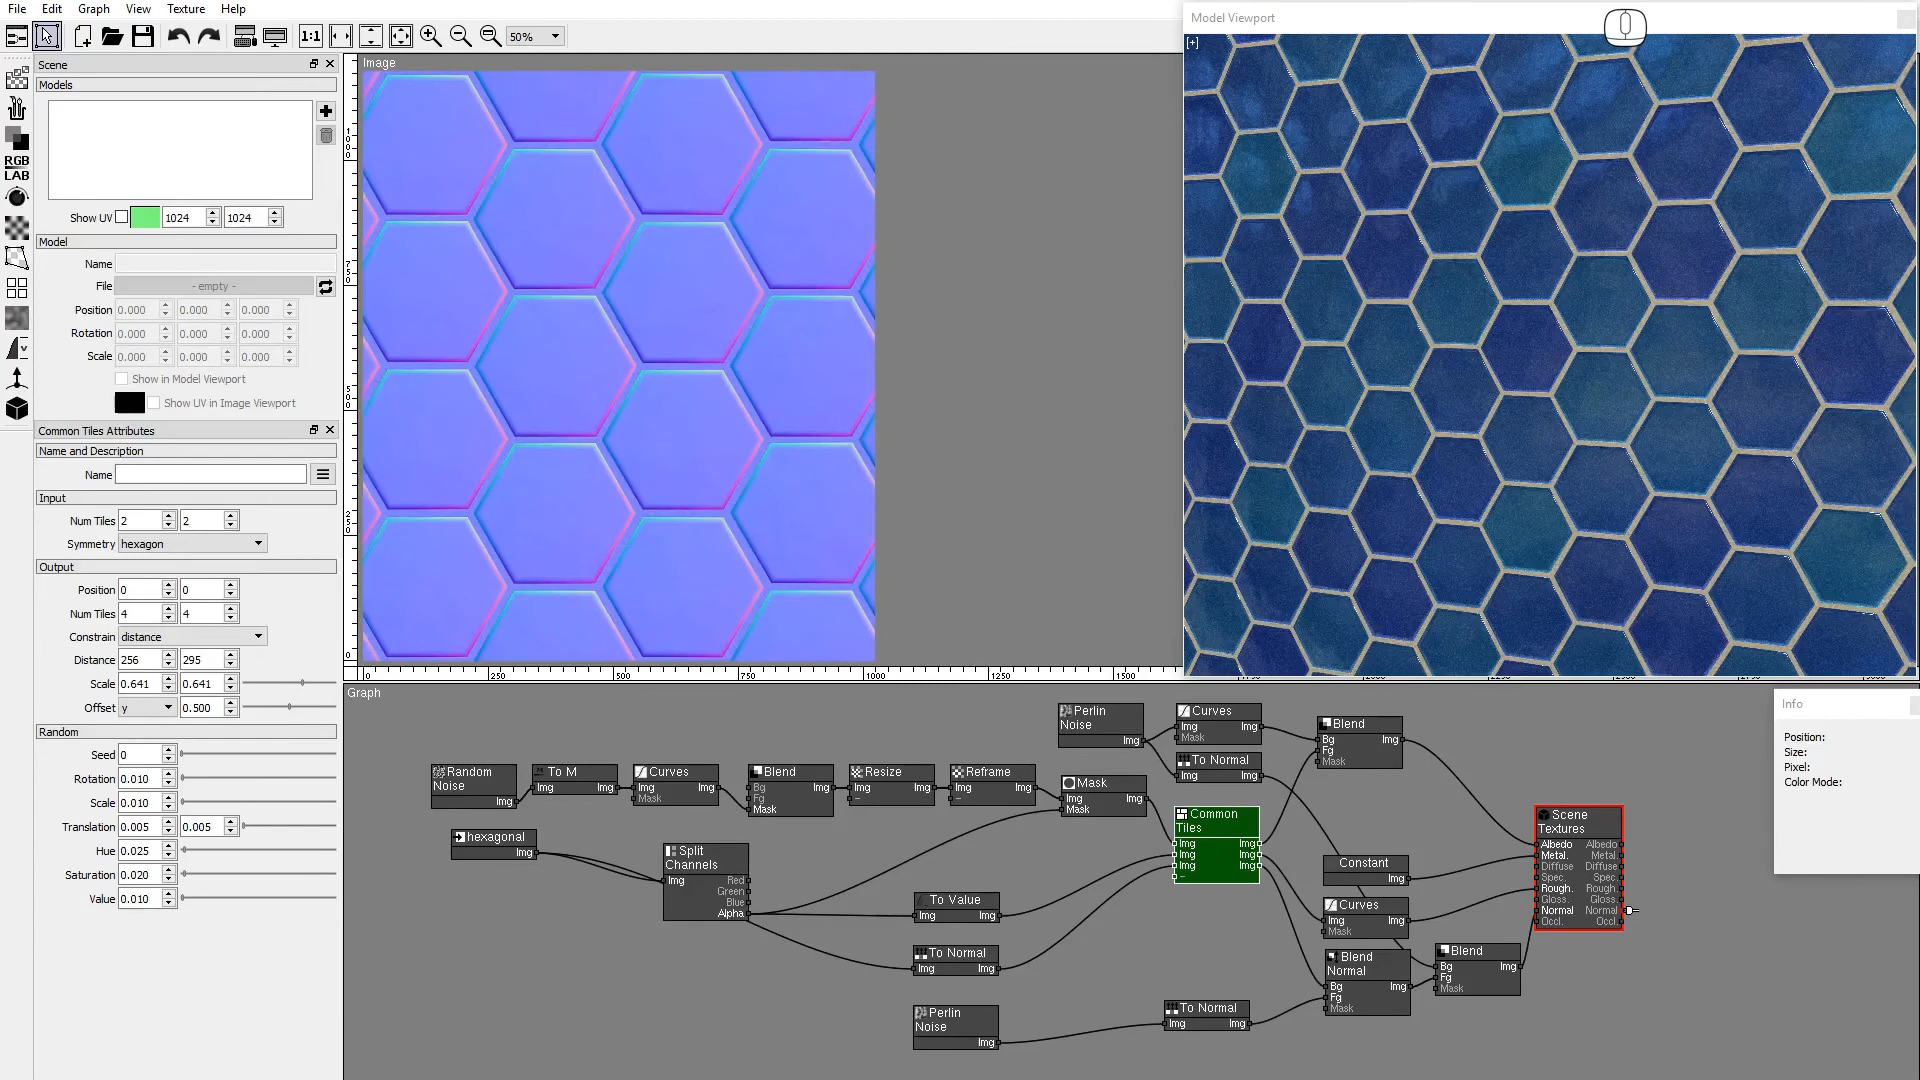 File Edit Graph View Texture Help
1:1 50%
Model Viewport
[+]
Scene
Models
RGB
LAB
Show UV 1024 1024
Model
Name
File - empty -
Position 0.000 0.000 0.000
Rotation 0.000 0.000 0.000
Scale 0.000 0.000 0.000
Show in Model Viewport
Show UV in Image Viewport
Common Tiles Attributes
Name and Description
Name
Input
Num Tiles 2 2
Symmetry hexagon
Output
Position 0 0
Num Tiles 4 4
Constrain distance
Distance 256 295
Scale 0.641 0.641
Offset y 0.500
Random
Seed 0
Rotation 0.010
Scale 0.010
Translation 0.005 0.005
Hue 0.025
Saturation 0.020
Value 0.010
Image
1000
750
500
250
0
0 250 500 750 1000 1250 1500
Graph
Random
Noise
Img
To M
Img Img
Curves
Img Img
Mask
Blend
Bg Img
Fg
Mask
Resize
Img Img
Reframe
Img Img
Mask
Img Img
Mask
Perlin
Noise
Img
Curves
Img Img
Mask
To Normal
Img Img
Blend
Bg Img
Fg
Mask
hexagonal
Img
Split
Channels
Img Red
Green
Blue
Alpha
To Value
Img Img
To Normal
Img Img
Perlin
Noise
Img
Common
Tiles
Img Img
Img Img
Img Img
To Normal
Img Img
Constant
Img
Curves
Img Img
Mask
Blend
Normal
Bg Img
Fg
Mask
Blend
Bg Img
Fg
Mask
Scene
Textures
Albedo Albedo
Metal. Metal.
Diffuse Diffuse
Spec. Spec.
Rough. Rough.
Gloss. Gloss.
Normal Normal
Occl. Occl.
Info
Position:
Size:
Pixel:
Color Mode: